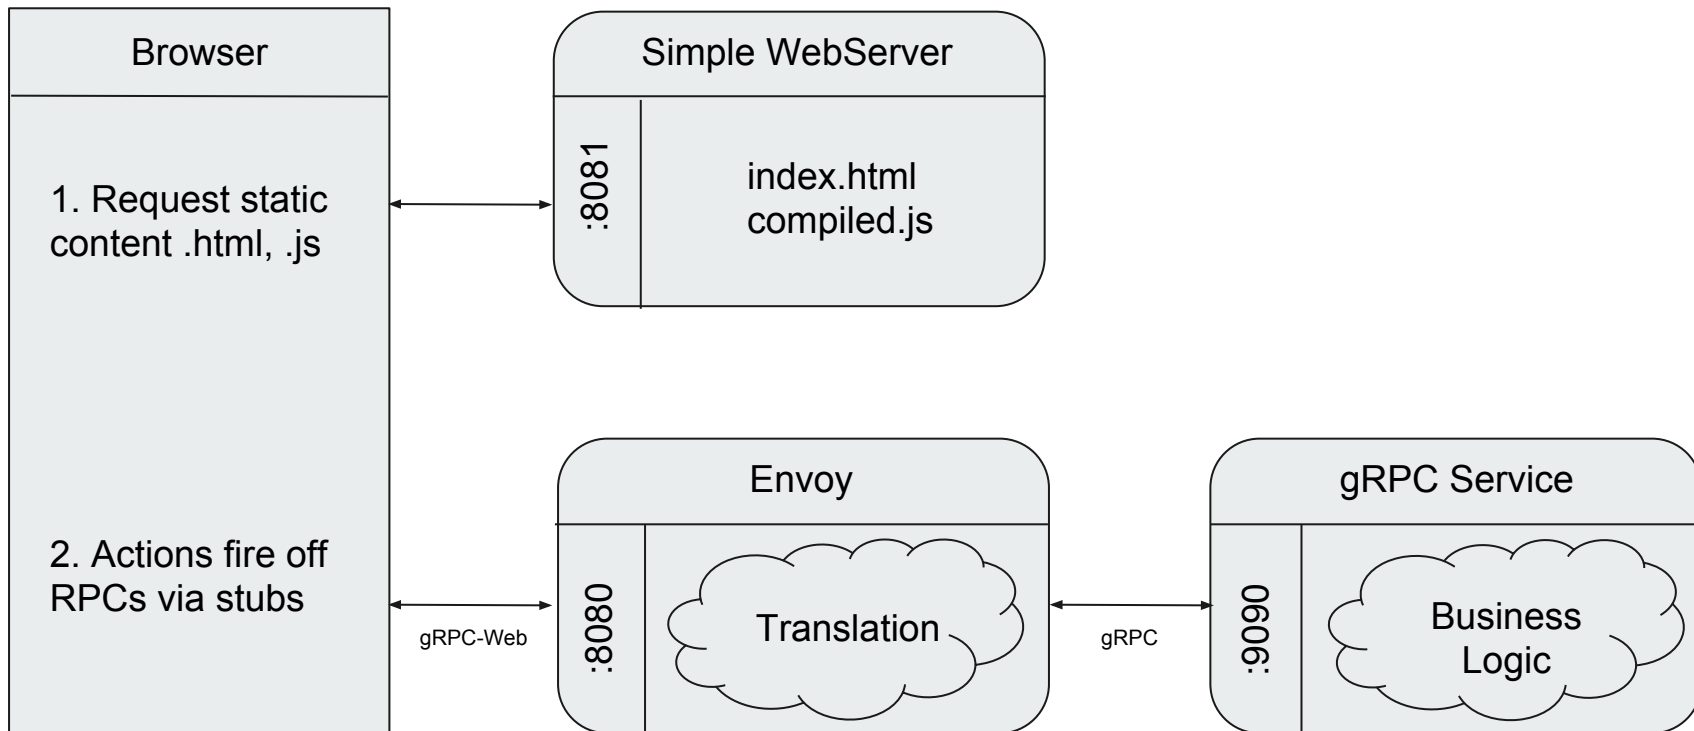 Browser
1. Request static
content .html, .js
2. Actions fire off
RPCs via stubs
Simple WebServer
:8081
index.html
compiled.js
gRPC-Web
Envoy
:8080
Translation
gRPC
gRPC Service
:9090
Business
Logic